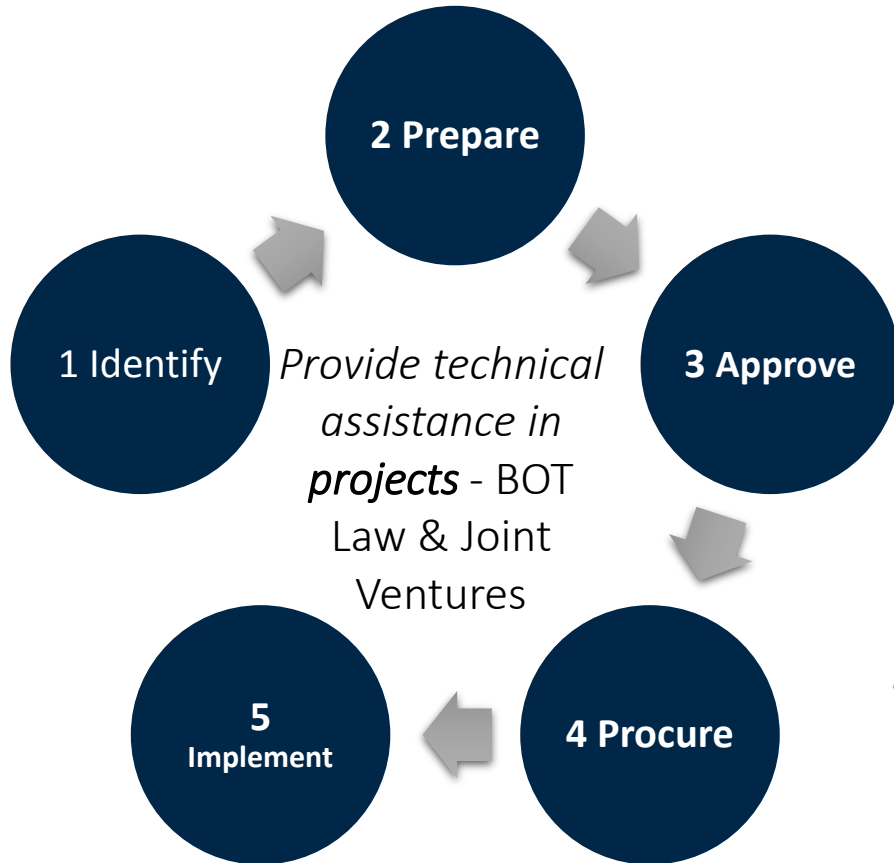 2 Prepare
1 Identify
Provide technical
assistance in
projects - BOT
Law & Joint
Ventures
3 Approve
4 Procure
5
Implement